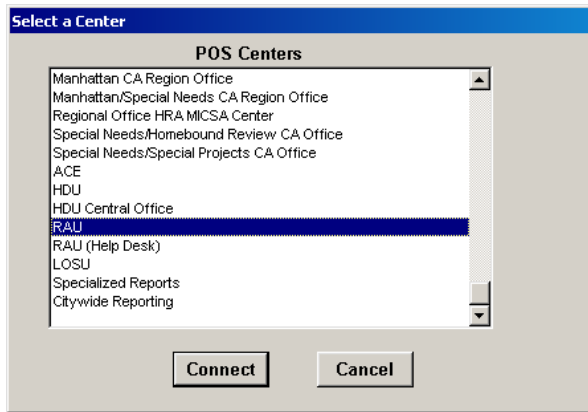 Select a Center
POS Centers
Manhattan CA Region Office
Manhattan/Special Needs CA Region Office
Regional Office HRA MICSA Center
Special Needs/Homebound Review CA Office
Special Needs/Special Projects CA Office
ACE
HDU
HDU Central Office
RAU
RAU (Help Desk)
LOSU
Specialized Reports
Citywide Reporting
Connect Cancel